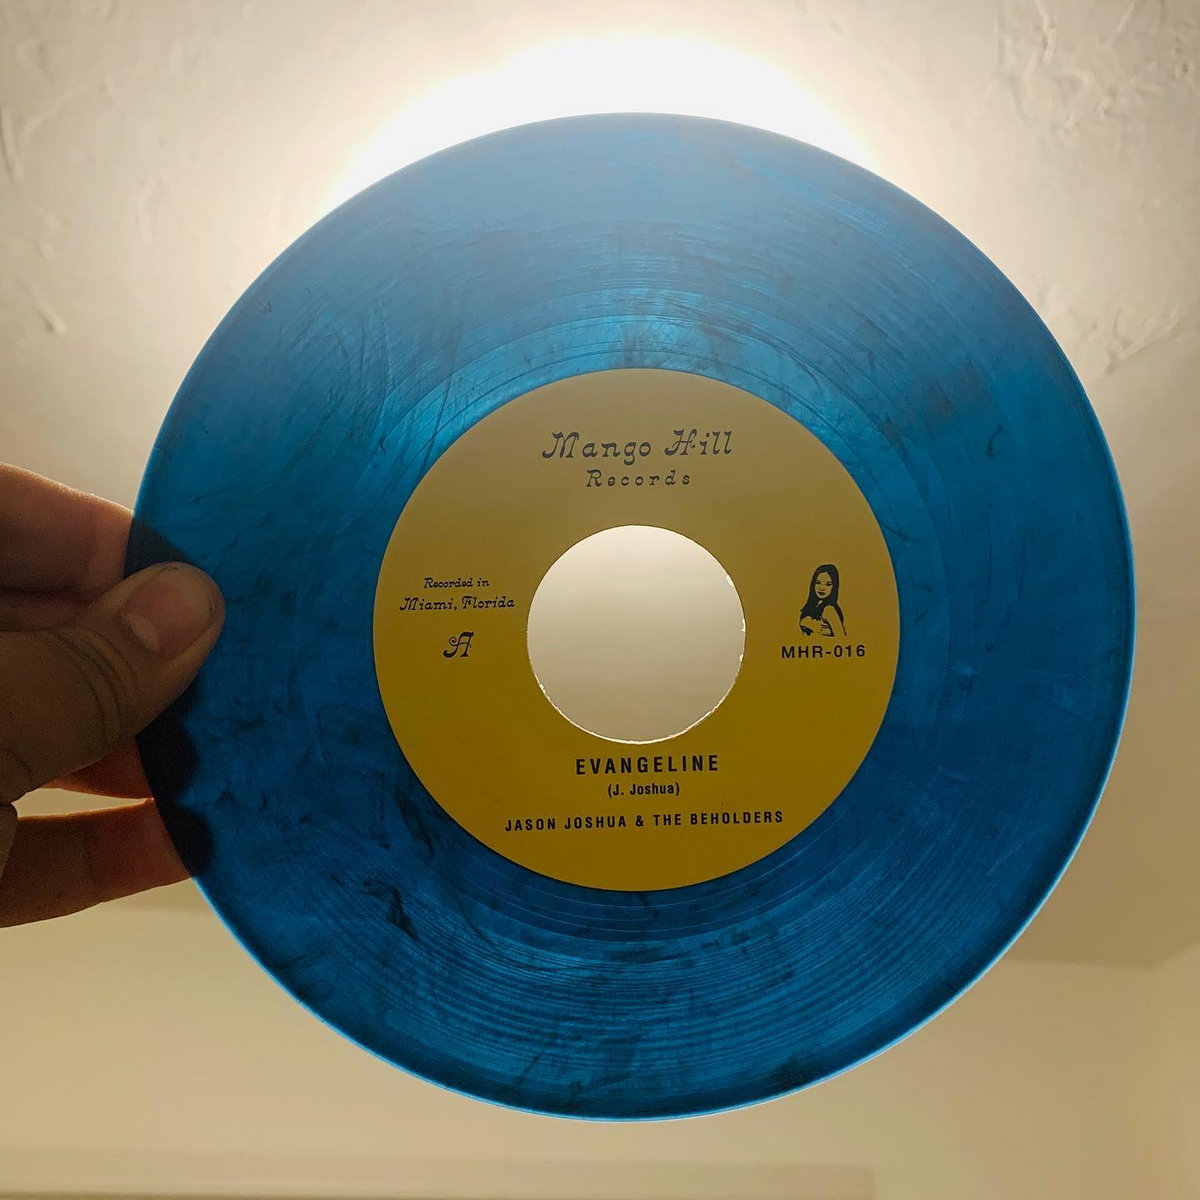 Mango Hill
Records
Recorded in
Miami, Florida
A
MHR-016
EVANGELINE
(J. Joshua)
JASON JOSHUA & THE BEHOLDERS